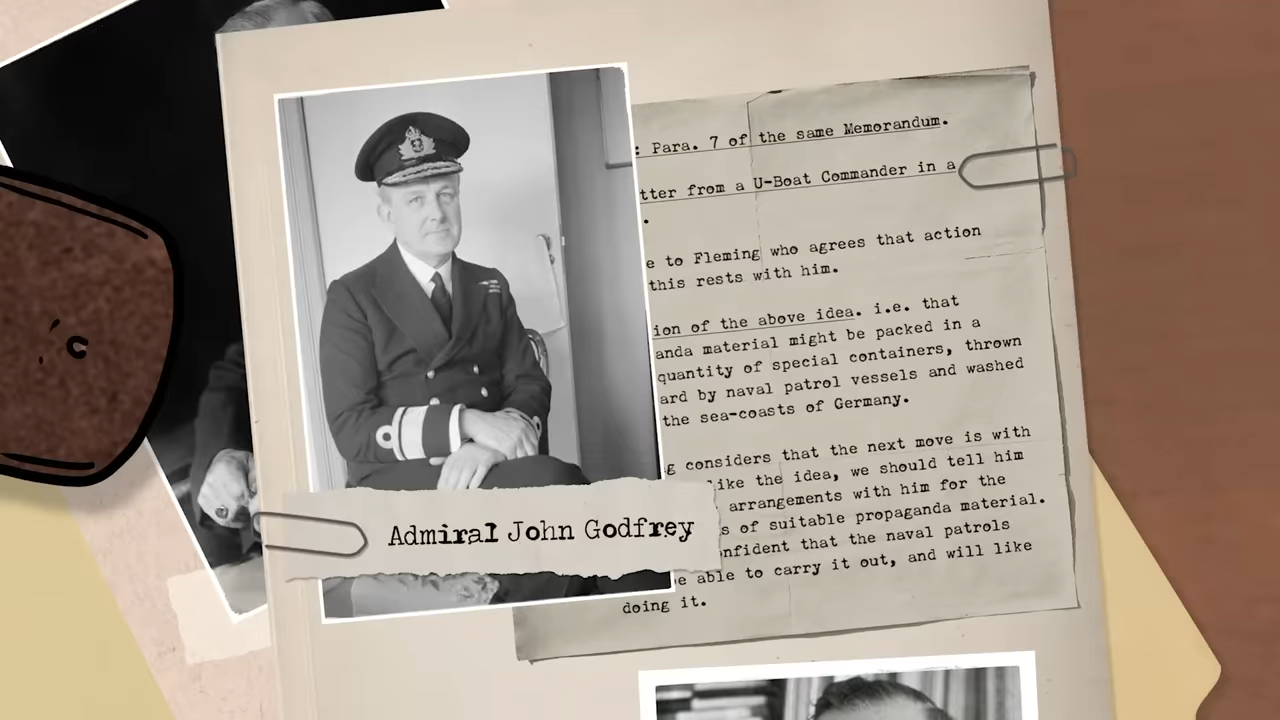 : Para. 7 of the same Memorandum.
tter from a U-Boat Commander in a
.
e to Fleming who agrees that action
this rests with him.
ion of the above idea. i.e. that
anda material might be packed in a
quantity of special containers, thrown
ard by naval patrol vessels and washed
the sea-coasts of Germany.
g considers that the next move is with
like the idea, we should tell him
arrangements with him for the
s of suitable propaganda material.
nfident that the naval patrols
e able to carry it out, and will like
doing it.
Admiral John Godfrey